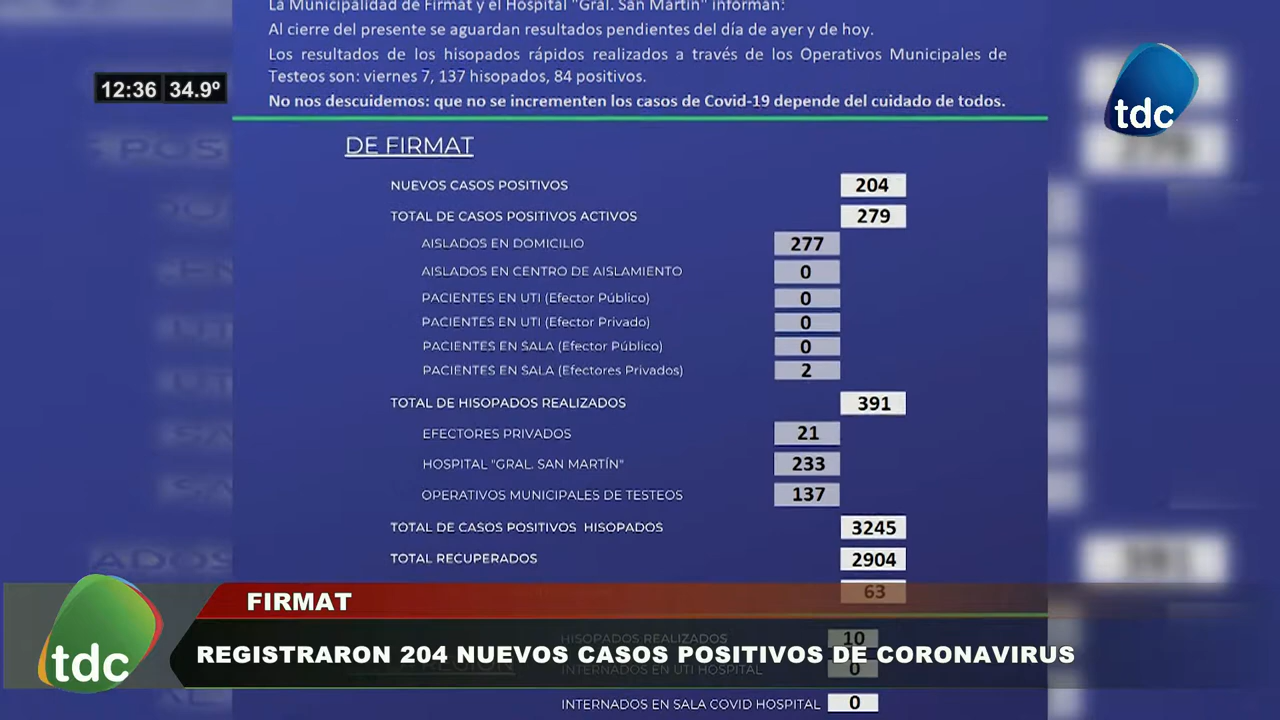 La Municipalidad de Firmat y el Hospital "Gral. San Martín" informan:
Al cierre del presente se aguardan resultados pendientes del día de ayer y de hoy.
Los resultados de los hisopados rápidos realizados a través de los Operativos Municipales de
Testeos son: viernes 7, 137 hisopados, 84 positivos.
No nos descuidemos: que no se incrementen los casos de Covid-19 depende del cuidado de todos.
12:36 34.9º
tdc
DE FIRMAT
NUEVOS CASOS POSITIVOS 204
TOTAL DE CASOS POSITIVOS ACTIVOS 279
AISLADOS EN DOMICILIO 277
AISLADOS EN CENTRO DE AISLAMIENTO 0
PACIENTES EN UTI (Efector Público) 0
PACIENTES EN UTI (Efector Privado) 0
PACIENTES EN SALA (Efector Público) 0
PACIENTES EN SALA (Efectores Privados) 2
TOTAL DE HISOPADOS REALIZADOS 391
EFECTORES PRIVADOS 21
HOSPITAL "GRAL. SAN MARTÍN" 233
OPERATIVOS MUNICIPALES DE TESTEOS 137
TOTAL DE CASOS POSITIVOS HISOPADOS 3245
TOTAL RECUPERADOS 2904
63
FIRMAT
HISOPADOS REALIZADOS 10
REGISTRARON 204 NUEVOS CASOS POSITIVOS DE CORONAVIRUS
tdc
REGIÓN
INTERNADOS EN UTI HOSPITAL 0
INTERNADOS EN SALA COVID HOSPITAL 0